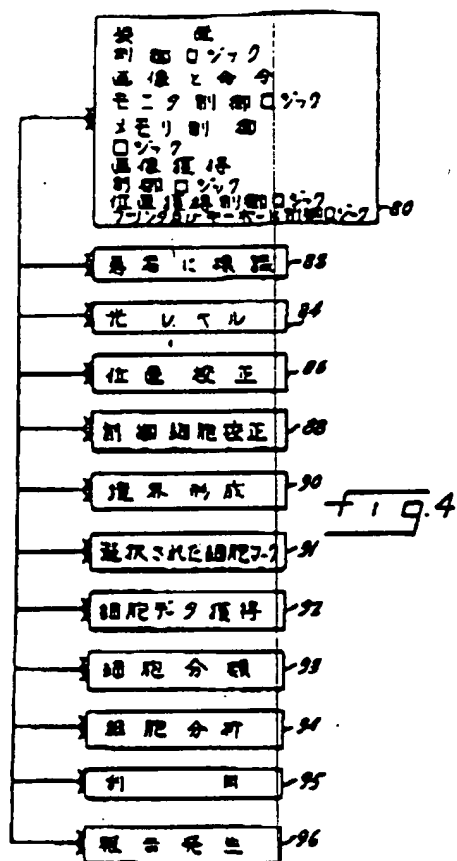 装 置
制御ロジック
画像と命令
モニタ制御ロジック
メモリ制御
ロジック
画像獲得
制御ロジック
位置獲得制御ロジック
80
83
光レベル
84
位置校正
86
制御細胞校正
88
境界形成
90
選択された細胞マーク
91
細胞データ獲得
92
細胞分類
93
細胞分析
94
95
報告発生
96
Fig.4